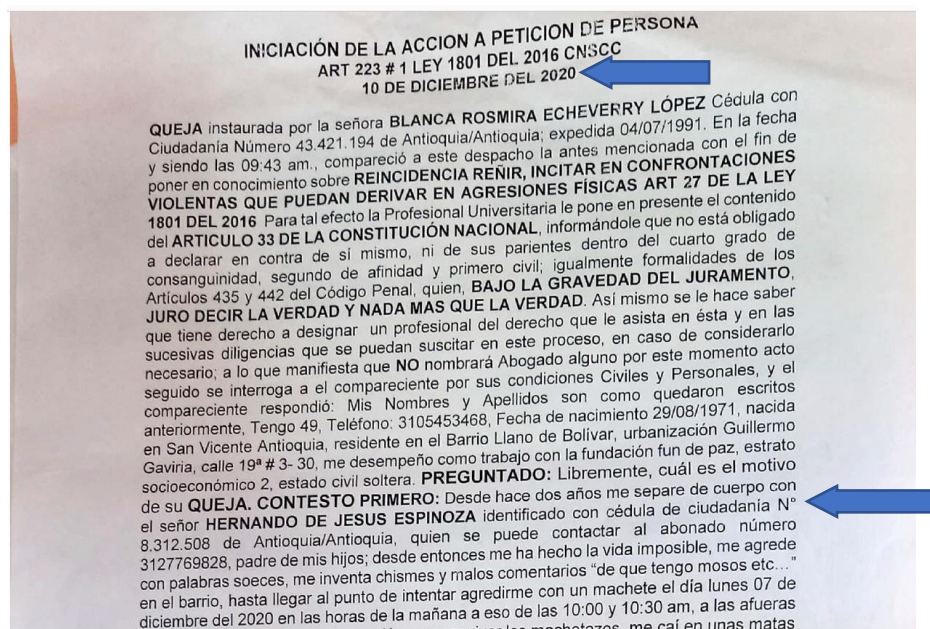 INICIACIÓN DE LA ACCION A PETICION DE PERSONA
ART 223 # 1 LEY 1801 DEL 2016 CNSCC
10 DE DICIEMBRE DEL 2020
QUEJA instaurada por la señora BLANCA ROSMIRA ECHEVERRY LÓPEZ Cédula con
Ciudadanía Número 43.421.194 de Antioquia/Antioquia; expedida 04/07/1991. En la fecha
y siendo las 09:43 am., compareció a este despacho la antes mencionada con el fin de
poner en conocimiento sobre REINCIDENCIA REÑIR, INCITAR EN CONFRONTACIONES
VIOLENTAS QUE PUEDAN DERIVAR EN AGRESIONES FÍSICAS ART 27 DE LA LEY
1801 DEL 2016 Para tal efecto la Profesional Universitaria le pone en presente el contenido
del ARTICULO 33 DE LA CONSTITUCIÓN NACIONAL, informándole que no está obligado
a declarar en contra de sí mismo, ni de sus parientes dentro del cuarto grado de
consanguinidad, segundo de afinidad y primero civil; igualmente formalidades de los
Artículos 435 y 442 del Código Penal, quien, BAJO LA GRAVEDAD DEL JURAMENTO,
JURO DECIR LA VERDAD Y NADA MAS QUE LA VERDAD. Así mismo se le hace saber
que tiene derecho a designar un profesional del derecho que le asista en ésta y en las
sucesivas diligencias que se puedan suscitar en este proceso, en caso de considerarlo
necesario; a lo que manifiesta que NO nombrará Abogado alguno por este momento acto
seguido se interroga a el compareciente por sus condiciones Civiles y Personales, y el
compareciente respondió: Mis Nombres y Apellidos son como quedaron escritos
anteriormente, Tengo 49, Teléfono: 3105453468, Fecha de nacimiento 29/08/1971, nacida
en San Vicente Antioquia, residente en el Barrio Llano de Bolívar, urbanización Guillermo
Gaviria, calle 19ª # 3- 30, me desempeño como trabajo con la fundación fun de paz, estrato
socioeconómico 2, estado civil soltera. PREGUNTADO: Libremente, cuál es el motivo
de su QUEJA. CONTESTO PRIMERO: Desde hace dos años me separe de cuerpo con
el señor HERNANDO DE JESUS ESPINOZA identificado con cédula de ciudadanía N°
8.312.508 de Antioquia/Antioquia, quien se puede contactar al abonado número
3127769828, padre de mis hijos; desde entonces me ha hecho la vida imposible, me agrede
con palabras soeces, me inventa chismes y malos comentarios “de que tengo mosos etc…”
en el barrio, hasta llegar al punto de intentar agredirme con un machete el día lunes 07 de
diciembre del 2020 en las horas de la mañana a eso de las 10:00 y 10:30 am, a las afueras
machetazos, me caí en unas matas